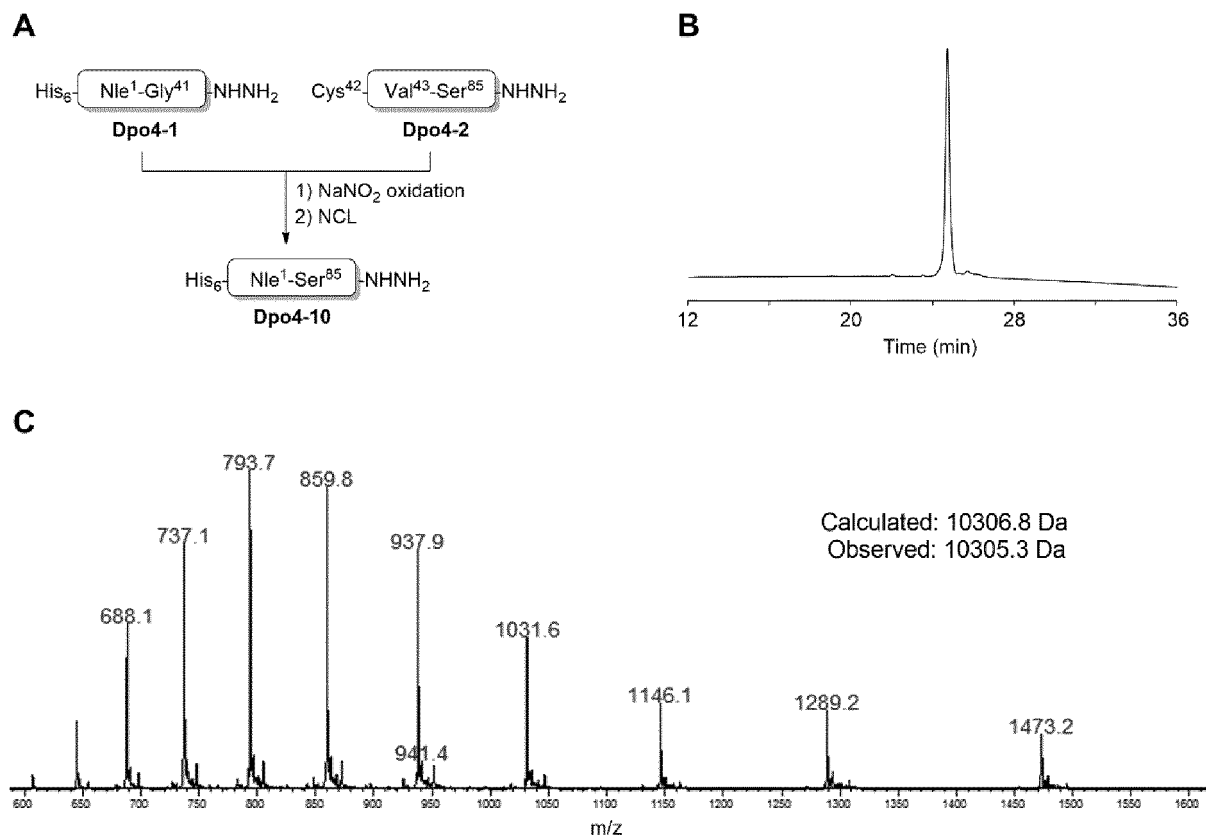 A
His6- Nle1-Gly41 -NHNH2
Cys42- Val43-Ser85 -NHNH2
Dpo4-1
Dpo4-2
1) NaNO2 oxidation
2) NCL
His6- Nle1-Ser85 -NHNH2
Dpo4-10
B
12 20 28 36
Time (min)
C
793.7
859.8
737.1
937.9
688.1
1031.6
1146.1
1289.2
1473.2
941.4
Calculated: 10306.8 Da
Observed: 10305.3 Da
600 650 700 750 800 850 900 950 1000 1050 1100 1150 1200 1250 1300 1350 1400 1450 1500 1550 1600
m/z